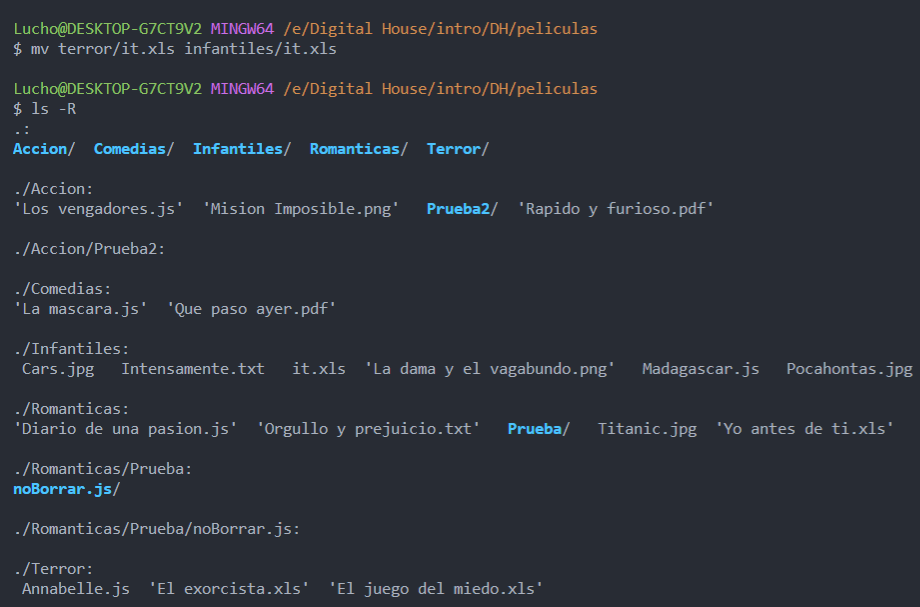 Lucho@DESKTOP-G7CT9V2 MINGW64 /e/Digital House/intro/DH/peliculas
$ mv terror/it.xls infantiles/it.xls
Lucho@DESKTOP-G7CT9V2 MINGW64 /e/Digital House/intro/DH/peliculas
$ ls -R
.:
Accion/  Comedias/  Infantiles/  Romanticas/  Terror/
./Accion:
'Los vengadores.js'  'Mision Imposible.png'   Prueba2/  'Rapido y furioso.pdf'
./Accion/Prueba2:
./Comedias:
'La mascara.js'  'Que paso ayer.pdf'
./Infantiles:
 Cars.jpg   Intensamente.txt   it.xls  'La dama y el vagabundo.png'   Madagascar.js   Pocahontas.jpg
./Romanticas:
'Diario de una pasion.js'  'Orgullo y prejuicio.txt'   Prueba/   Titanic.jpg  'Yo antes de ti.xls'
./Romanticas/Prueba:
noBorrar.js/
./Romanticas/Prueba/noBorrar.js:
./Terror:
 Annabelle.js  'El exorcista.xls'  'El juego del miedo.xls'